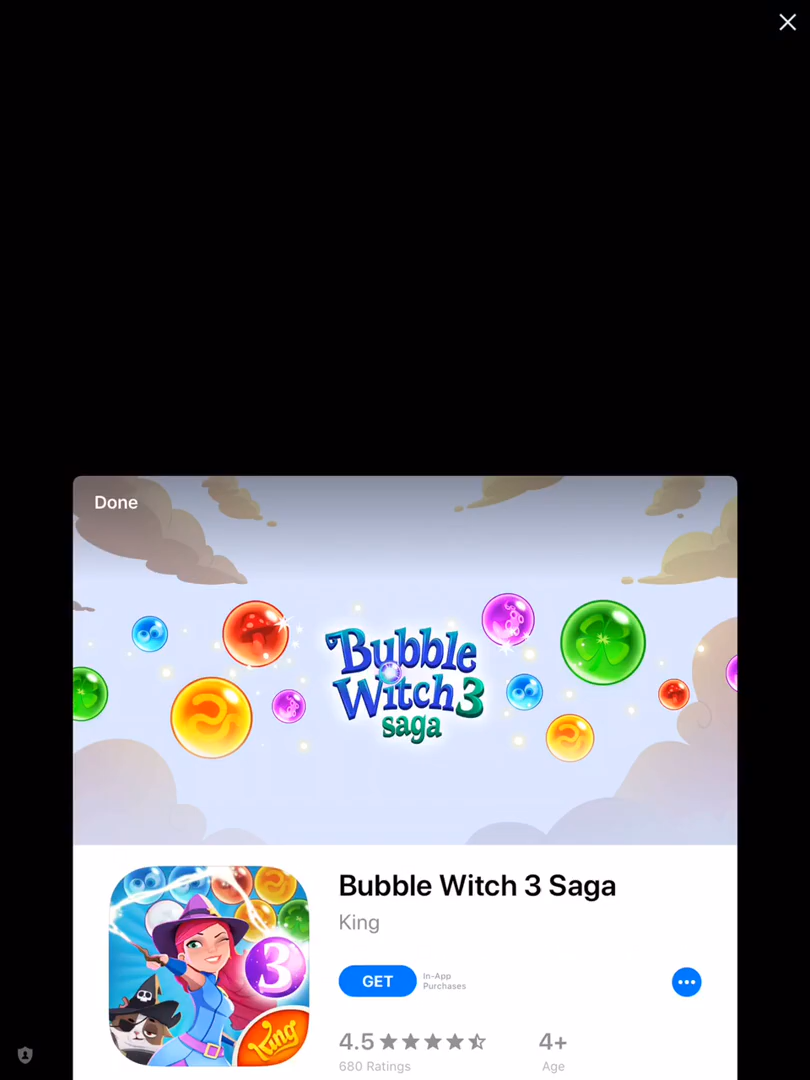 Done
Bubble
Witch 3
saga
Bubble Witch 3 Saga
King
GET
In-App
Purchases
4.5
4+
680 Ratings
Age
3
King